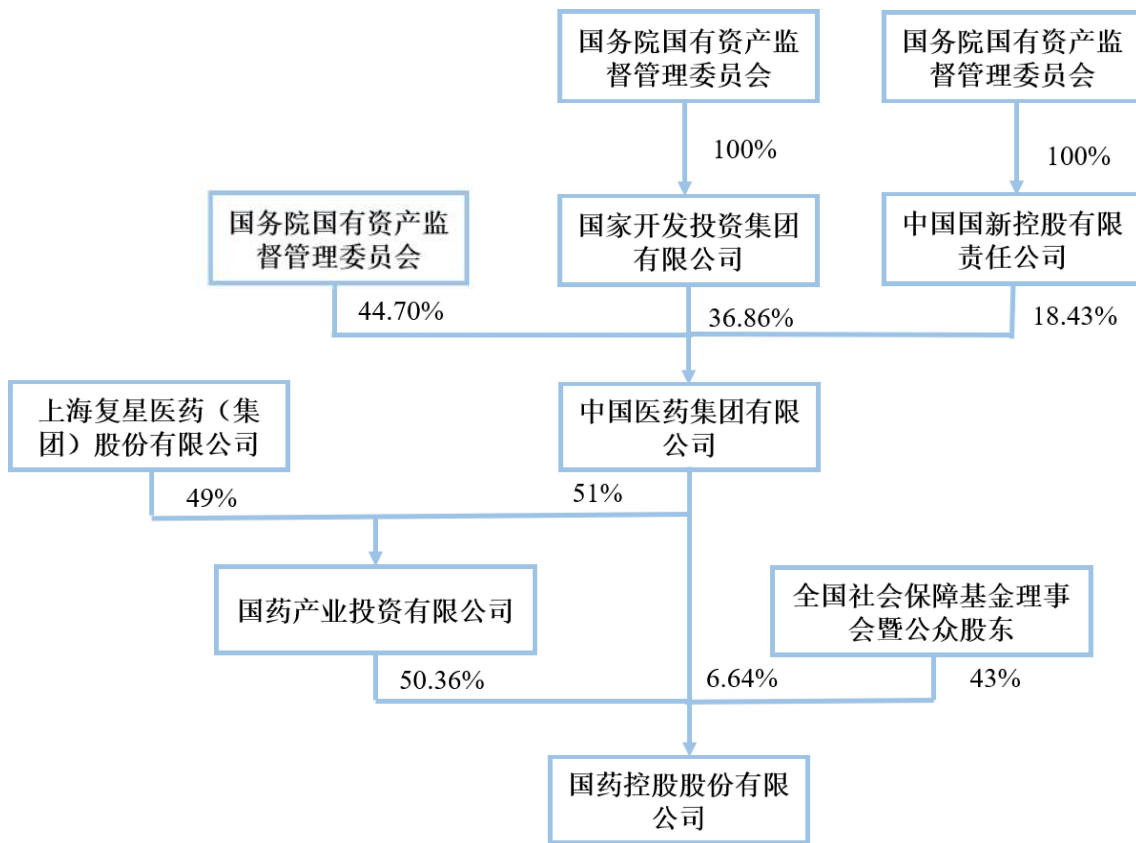 国务院国有资产监
督管理委员会
国务院国有资产监
督管理委员会
100%
100%
国务院国有资产监
督管理委员会
国家开发投资集团
有限公司
中国国新控股有限
责任公司
44.70%
36.86%
18.43%
上海复星医药（集
团）股份有限公司
中国医药集团有限
公司
49%
51%
国药产业投资有限公司
全国社会保障基金理事
会暨公众股东
50.36%
6.64%
43%
国药控股股份有限
公司